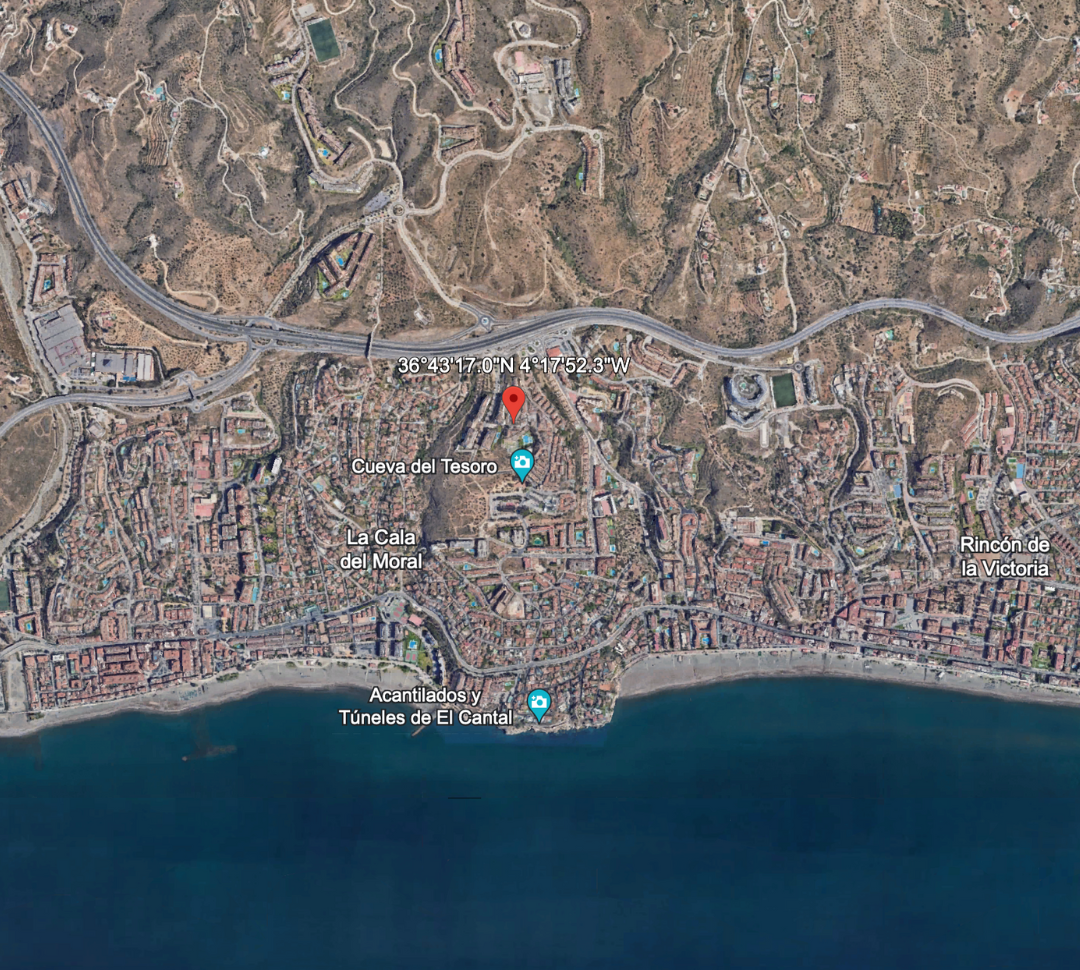 36°43'17.0"N 4°17'52.3"W
Cueva del Tesoro
La Cala
del Moral
Rincón de
la Victoria
Acantilados y
Túneles de El Cantal